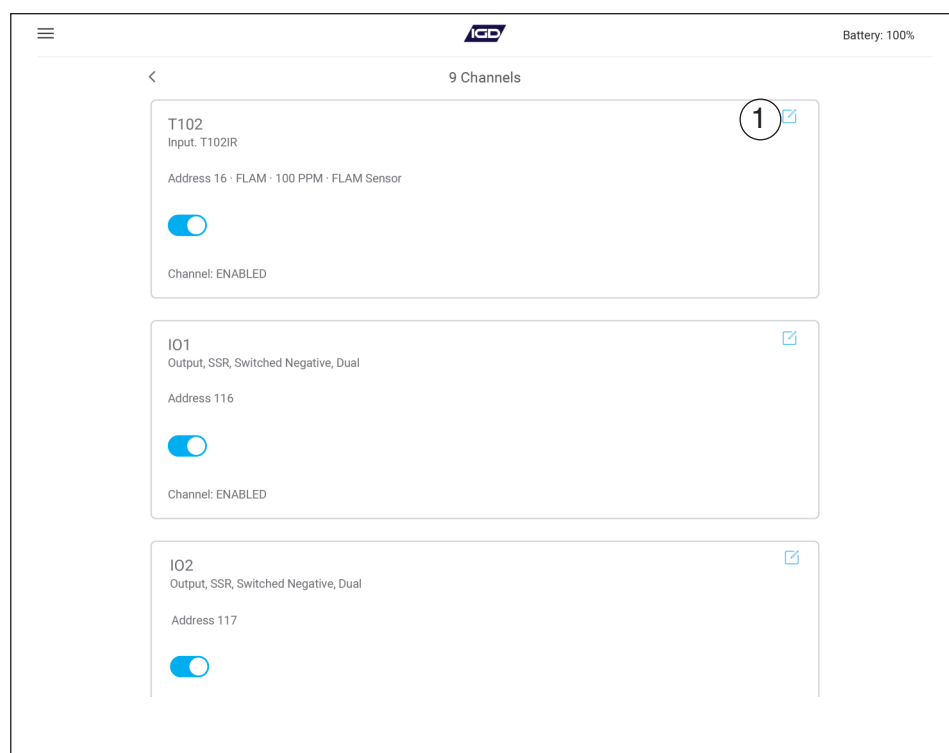 IGD
Battery: 100%
9 Channels
1
T102
Input. T102IR
Address 16 · FLAM · 100 PPM · FLAM Sensor
Channel: ENABLED
IO1
Output, SSR, Switched Negative, Dual
Address 116
Channel: ENABLED
IO2
Output, SSR, Switched Negative, Dual
Address 117